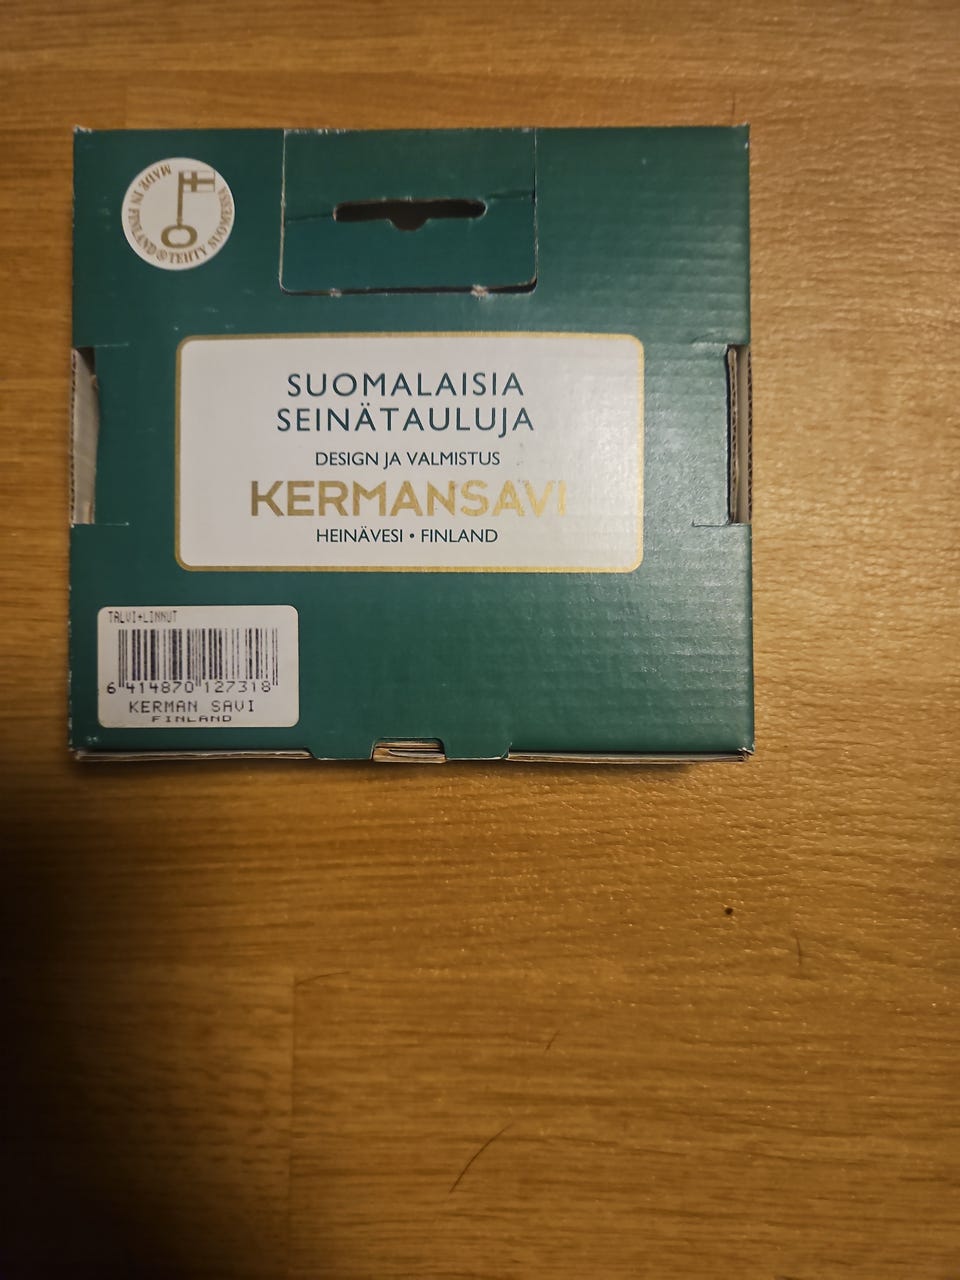 MADE IN FINLAND ® TEHTY SUOMESSA
SUOMALAISIA
SEINÄTAULUJA
DESIGN JA VALMISTUS
KERMANSAVI
HEINÄVESI • FINLAND
TALVI+LINNUT
6 414870 127318
KERMAN SAVI
FINLAND